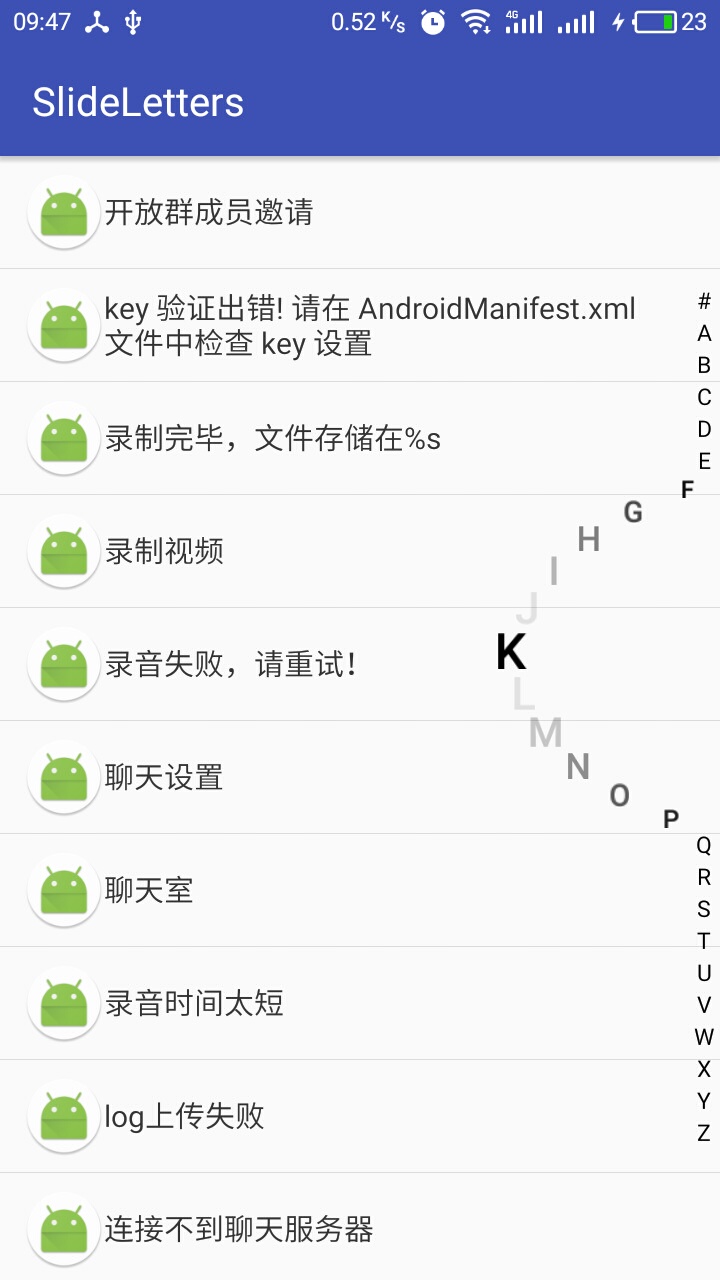 09:47 0.52 K/s 4G 23
SlideLetters
开放群成员邀请
key 验证出错! 请在 AndroidManifest.xml
文件中检查 key 设置
录制完毕，文件存储在%s
录制视频
录音失败，请重试！
聊天设置
聊天室
录音时间太短
log上传失败
连接不到聊天服务器
#
A
B
C
D
E
F
G
H
I
J
K
L
M
N
O
P
Q
R
S
T
U
V
W
X
Y
Z